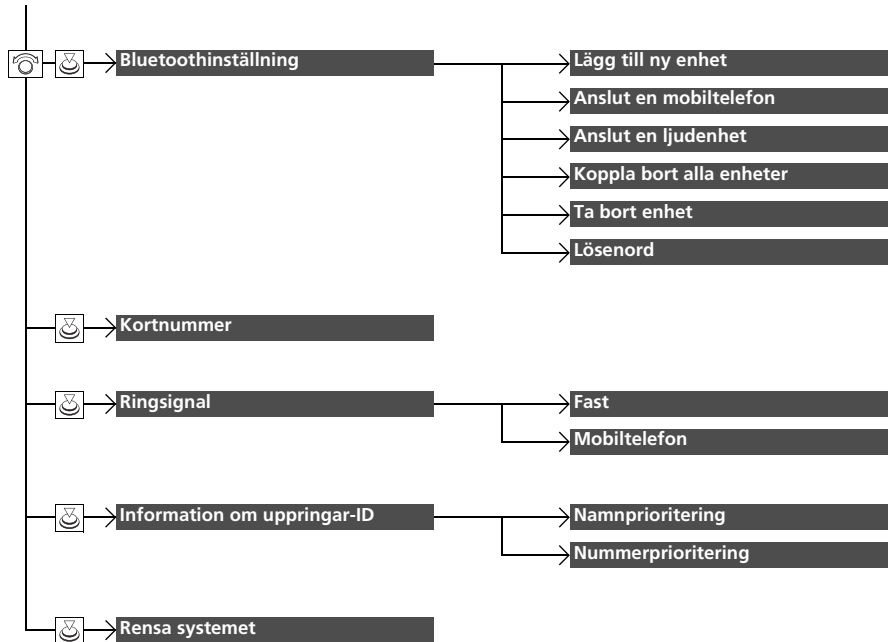 Bluetoothinställning
Lägg till ny enhet
Anslut en mobiltelefon
Anslut en ljudenhet
Koppla bort alla enheter
Ta bort enhet
Lösenord
Kortnummer
Ringsignal
Fast
Mobiltelefon
Information om uppringar-ID
Namnprioritering
Nummerprioritering
Rensa systemet